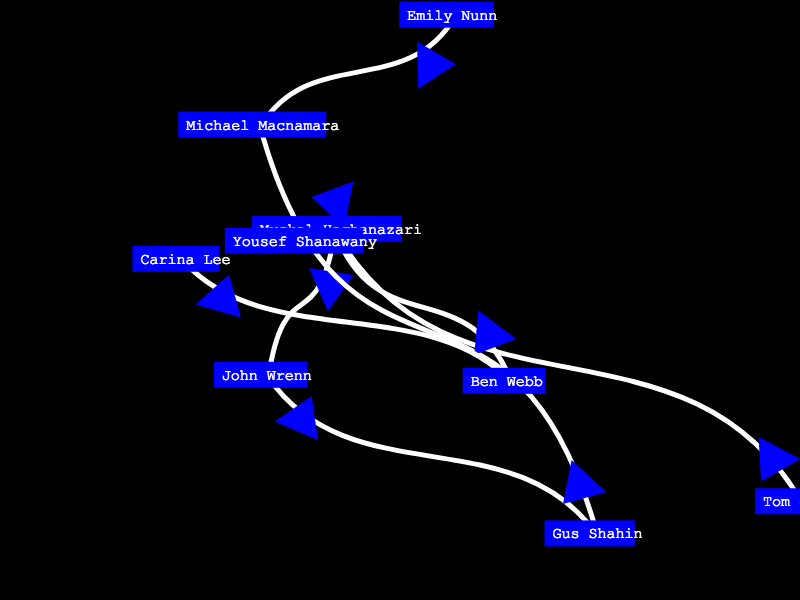 Emily Nunn
Michael Macnamara
Yousef Shanawany
Carina Lee
John Wrenn
Ben Webb
Tom
Gus Shahin